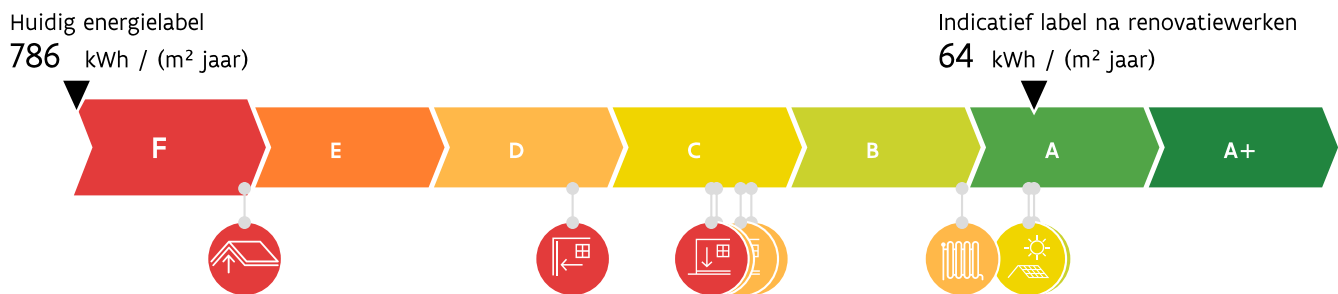 Huidig energielabel
786 kWh / (m² jaar)
Indicatief label na renovatiewerken
64 kWh / (m² jaar)
F E D C B A A+